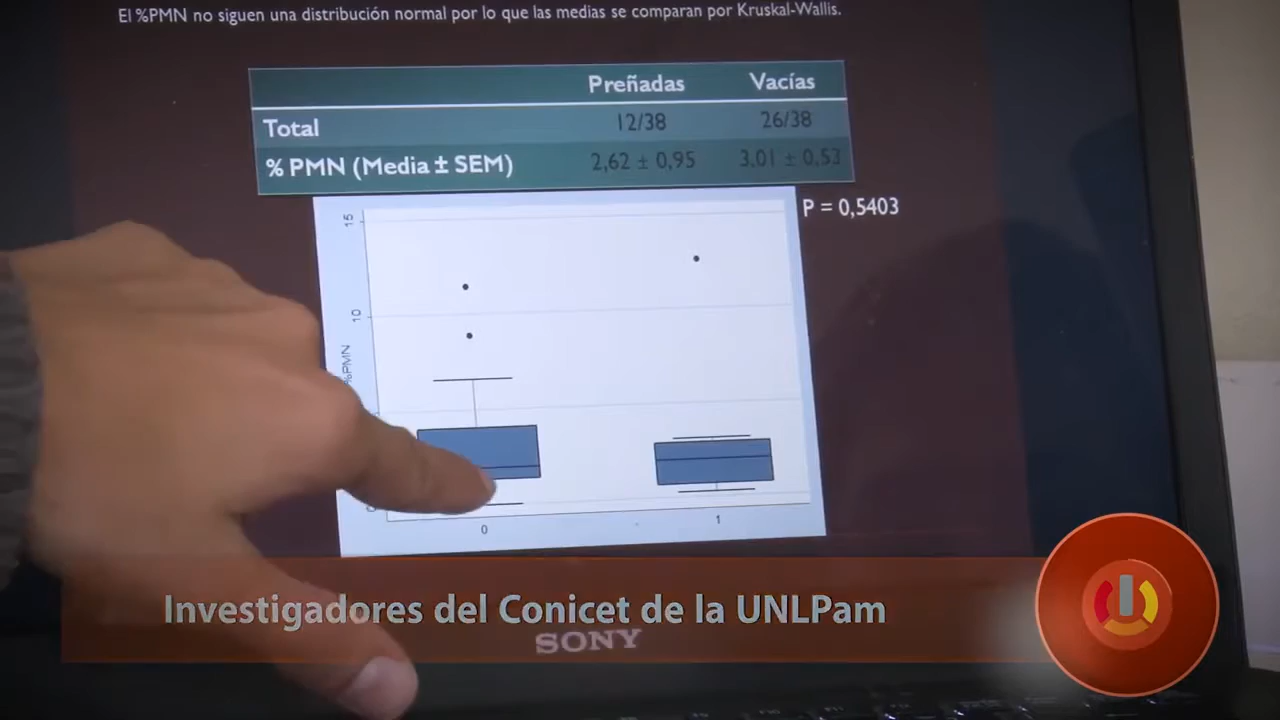 El %PMN no siguen una distribución normal por lo que las medias se comparan por Kruskal-Wallis.
Preñadas Vacías
Total 12/38 26/38
% PMN (Media ± SEM) 2,62 ± 0,95 3,01 ± 0,53
P = 0,5403
15
10
%PMN
0
0 1
Investigadores del Conicet de la UNLPam
SONY